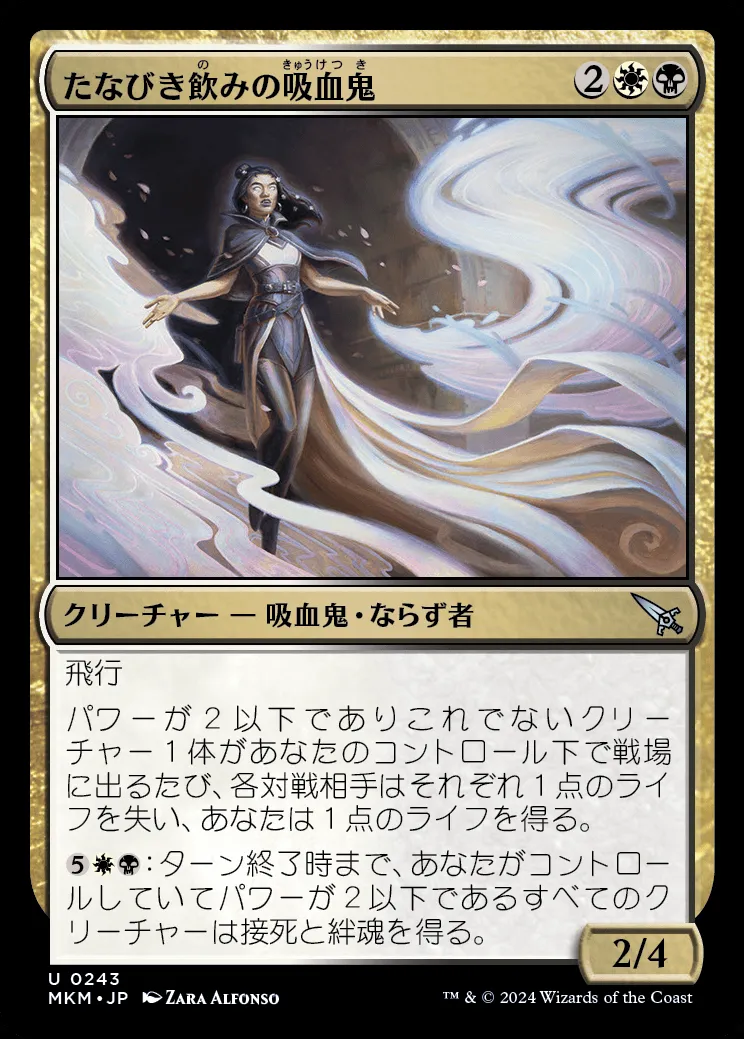 たなびき飲みの吸血鬼 2
の きゅうけつき
クリーチャー — 吸血鬼・ならず者
飛行
パワーが2以下でありこれでないクリー
チャー1体があなたのコントロール下で戦場
に出るたび、各対戦相手はそれぞれ1点のライ
フを失い、あなたは1点のライフを得る。
5:ターン終了時まで、あなたがコントロー
ルしていてパワーが2以下であるすべてのク
リーチャーは接死と絆魂を得る。
2/4
U 0243
MKM • JP Zara Alfonso
™ & © 2024 Wizards of the Coast